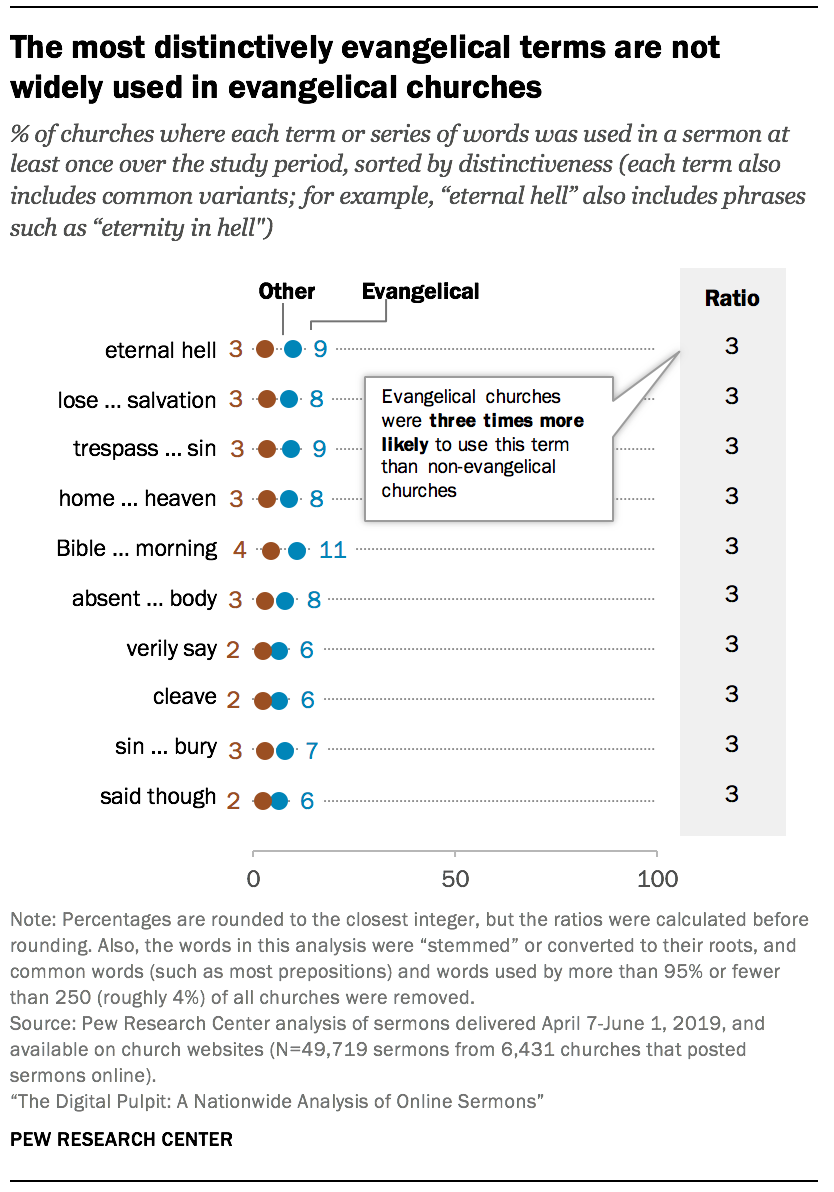 The most distinctively evangelical terms are not
widely used in evangelical churches
% of churches where each term or series of words was used in a sermon at
least once over the study period, sorted by distinctiveness (each term also
includes common variants; for example, “eternal hell” also includes phrases
such as “eternity in hell")
Other Evangelical Ratio
eternal hell 3 9 3
lose ... salvation 3 8 3
trespass ... sin 3 9 3
home ... heaven 3 8 3
Bible ... morning 4 11 3
absent ... body 3 8 3
verily say 2 6 3
cleave 2 6 3
sin ... bury 3 7 3
said though 2 6 3
Evangelical churches
were three times more
likely to use this term
than non-evangelical
churches
0 50 100
Note: Percentages are rounded to the closest integer, but the ratios were calculated before
rounding. Also, the words in this analysis were “stemmed” or converted to their roots, and
common words (such as most prepositions) and words used by more than 95% or fewer
than 250 (roughly 4%) of all churches were removed.
Source: Pew Research Center analysis of sermons delivered April 7-June 1, 2019, and
available on church websites (N=49,719 sermons from 6,431 churches that posted
sermons online).
“The Digital Pulpit: A Nationwide Analysis of Online Sermons”
PEW RESEARCH CENTER